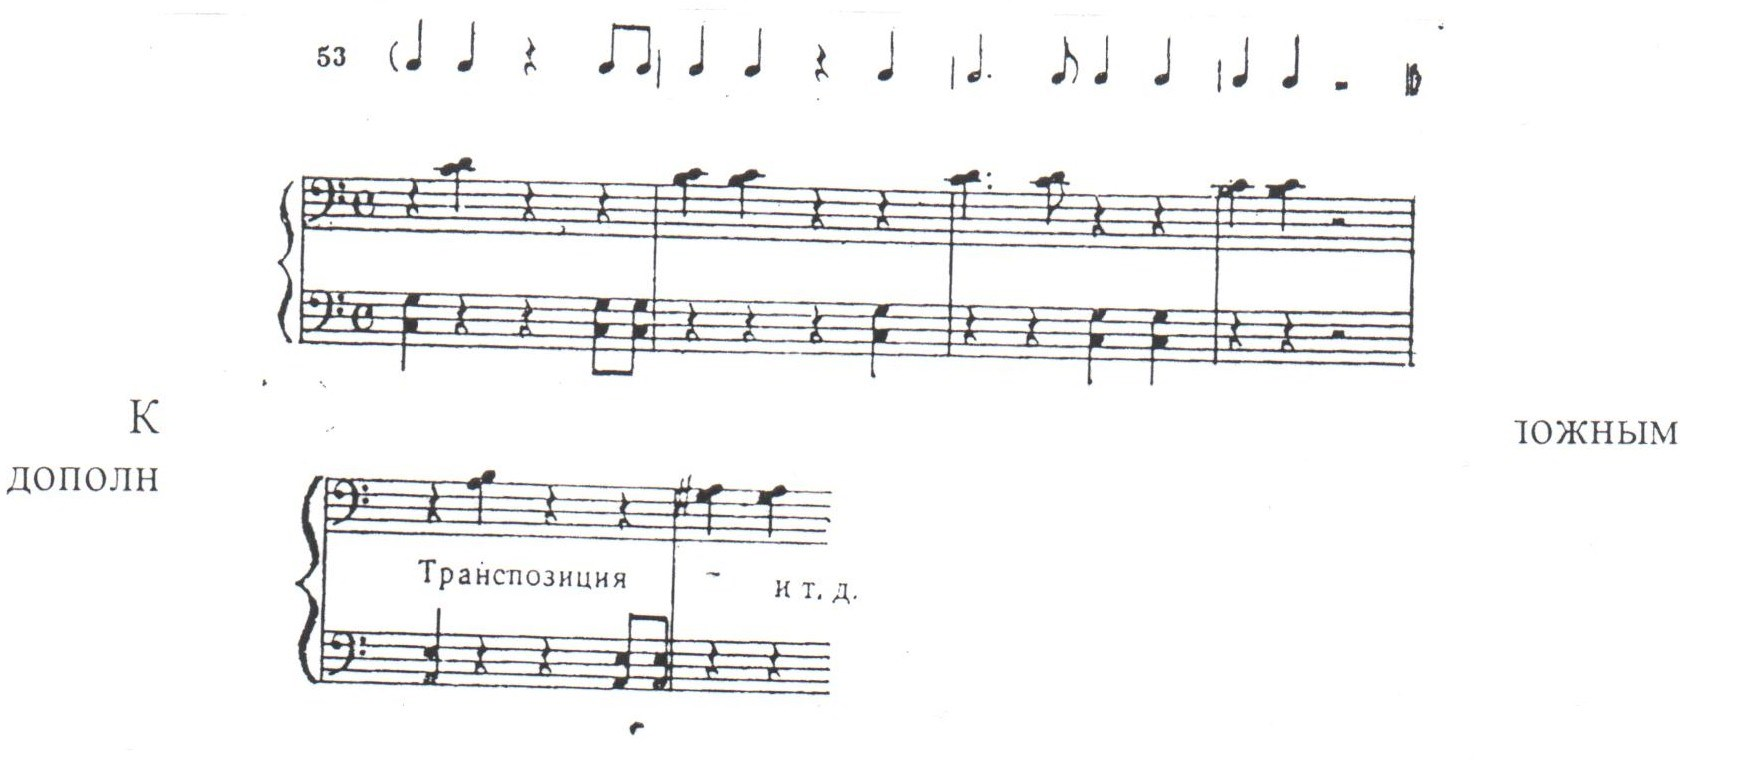 53
К ложным
дополн
Транспозиция - и т. д.